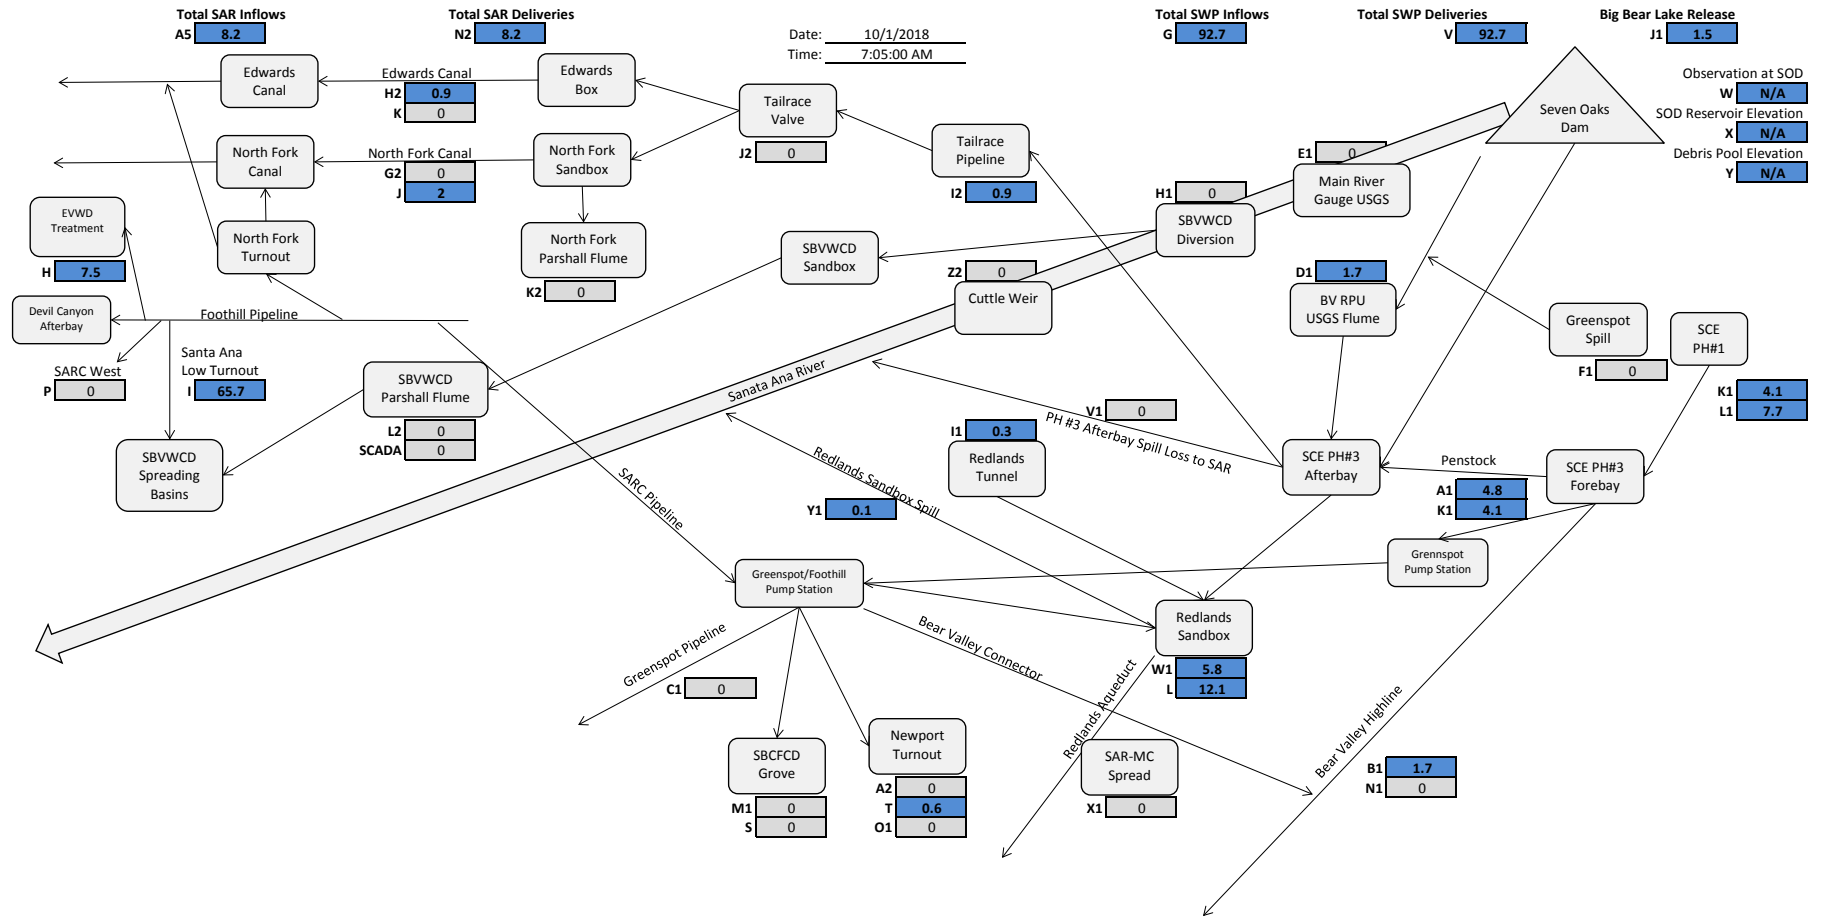 Total SAR Inflows
A5 8.2
Total SAR Deliveries
N2 8.2
Date: 10/1/2018
Time: 7:05:00 AM
Total SWP Inflows
G 92.7
Total SWP Deliveries
V 92.7
Big Bear Lake Release
J1 1.5
Observation at SOD
W N/A
SOD Reservoir Elevation
X N/A
Debris Pool Elevation
Y N/A
Seven Oaks
Dam
Edwards
Canal
Edwards Canal
H2 0.9
K 0
Edwards
Box
Tailrace
Valve
J2 0
Tailrace
Pipeline
I2 0.9
North Fork
Canal
North Fork Canal
G2 0
J 2
North Fork
Sandbox
E1 0
Main River
Gauge USGS
H1 0
SBVWCD
Diversion
EVWD
Treatment
H 7.5
North Fork
Turnout
North Fork
Parshall Flume
K2 0
SBVWCD
Sandbox
Z2 0
Cuttle Weir
D1 1.7
BV RPU
USGS Flume
Greenspot
Spill
F1 0
SCE
PH#1
K1 4.1
L1 7.7
Devil Canyon
Afterbay
Foothill Pipeline
SARC West
P 0
Santa Ana
Low Turnout
I 65.7
SBVWCD
Parshall Flume
L2 0
SCADA 0
Sanata Ana River
V1 0
PH #3 Afterbay Spill Loss to SAR
I1 0.3
Redlands
Tunnel
SCE PH#3
Afterbay
Penstock
A1 4.8
K1 4.1
SCE PH#3
Forebay
SBVWCD
Spreading
Basins
SARC Pipeline
Redlands Sandbox Spill
Y1 0.1
Grennspot
Pump Station
Greenspot/Foothill
Pump Station
Redlands
Sandbox
W1 5.8
L 12.1
Greenspot Pipeline
C1 0
Bear Valley Connector
Redlands Aqueduct
Bear Valley Highline
SBCFCD
Grove
M1 0
S 0
Newport
Turnout
A2 0
T 0.6
O1 0
SAR-MC
Spread
X1 0
B1 1.7
N1 0